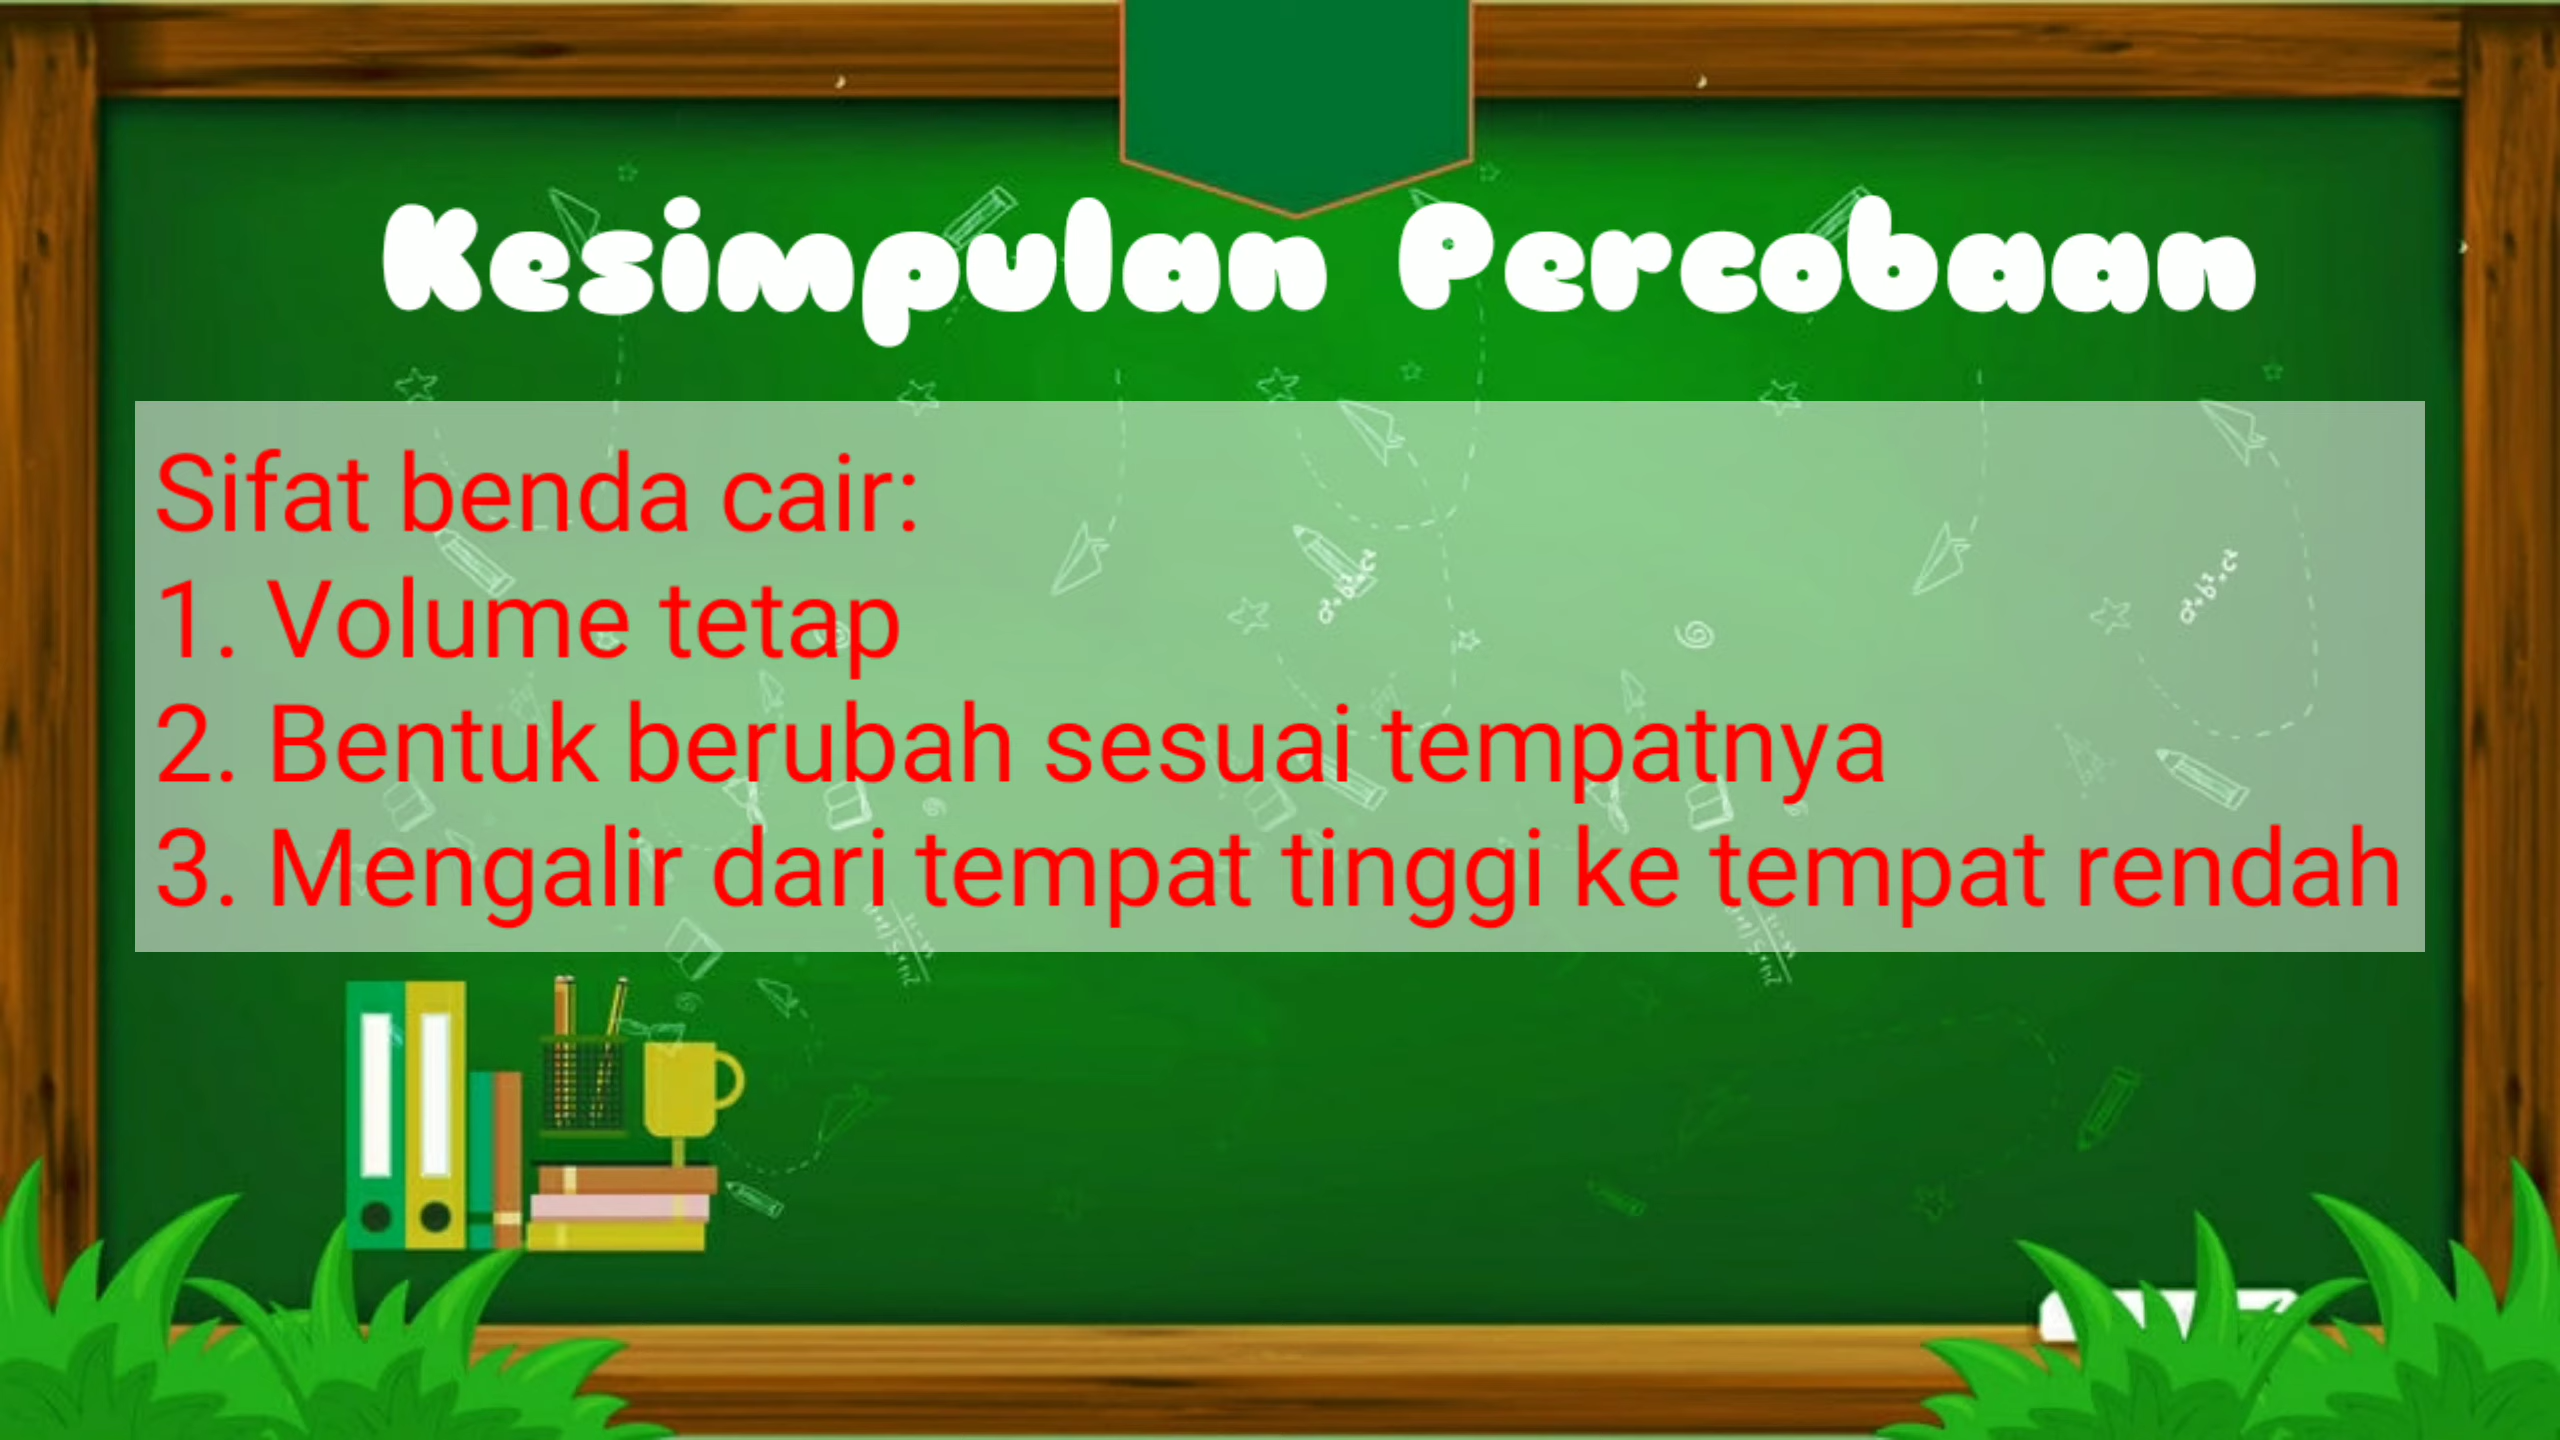 Kesimpulan Percobaan
Sifat benda cair:
1. Volume tetap
2. Bentuk berubah sesuai tempatnya
3. Mengalir dari tempat tinggi ke tempat rendah